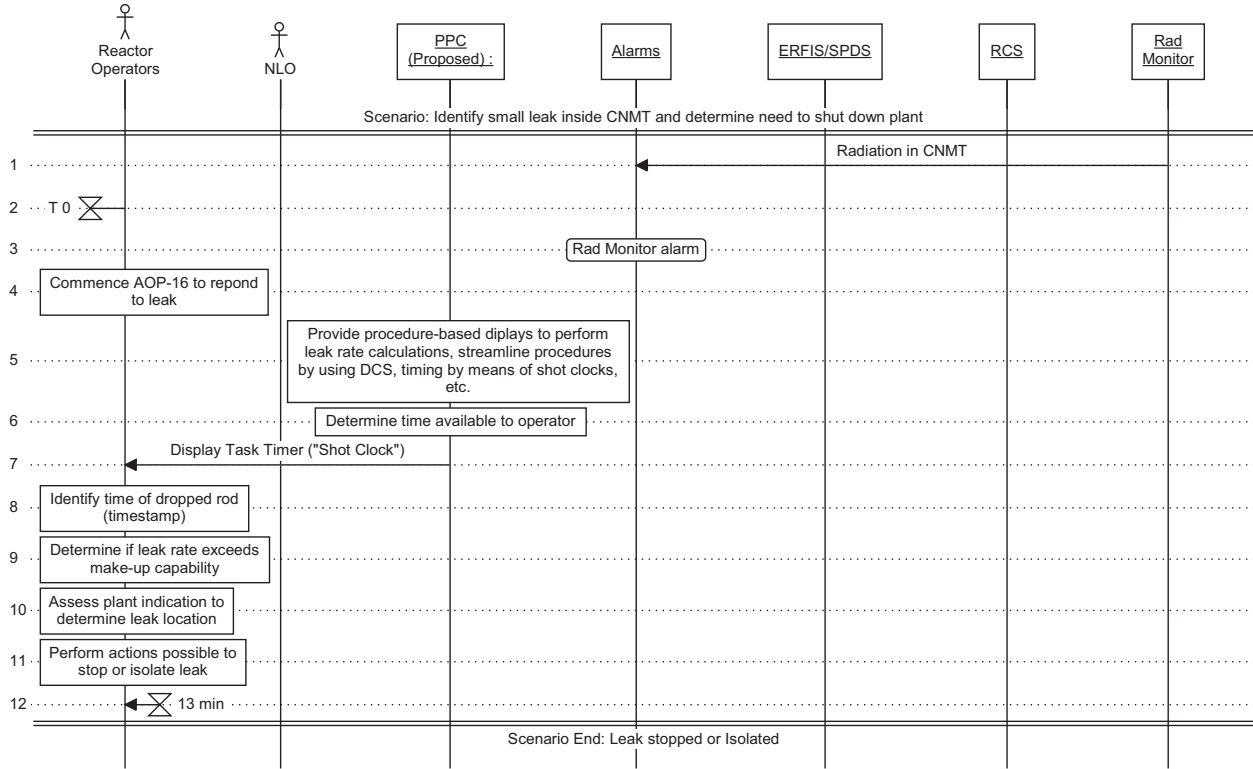 Reactor
Operators
NLO
PPC
(Proposed) :
Alarms
ERFIS/SPDS
RCS
Rad
Monitor
Scenario: Identify small leak inside CNMT and determine need to shut down plant
1
Radiation in CNMT
2
T 0
3
Rad Monitor alarm
4
Commence AOP-16 to repond
to leak
5
Provide procedure-based diplays to perform
leak rate calculations, streamline procedures
by using DCS, timing by means of shot clocks,
etc.
6
Determine time available to operator
7
Display Task Timer ("Shot Clock")
8
Identify time of dropped rod
(timestamp)
9
Determine if leak rate exceeds
make-up capability
10
Assess plant indication to
determine leak location
11
Perform actions possible to
stop or isolate leak
12
13 min
Scenario End: Leak stopped or Isolated